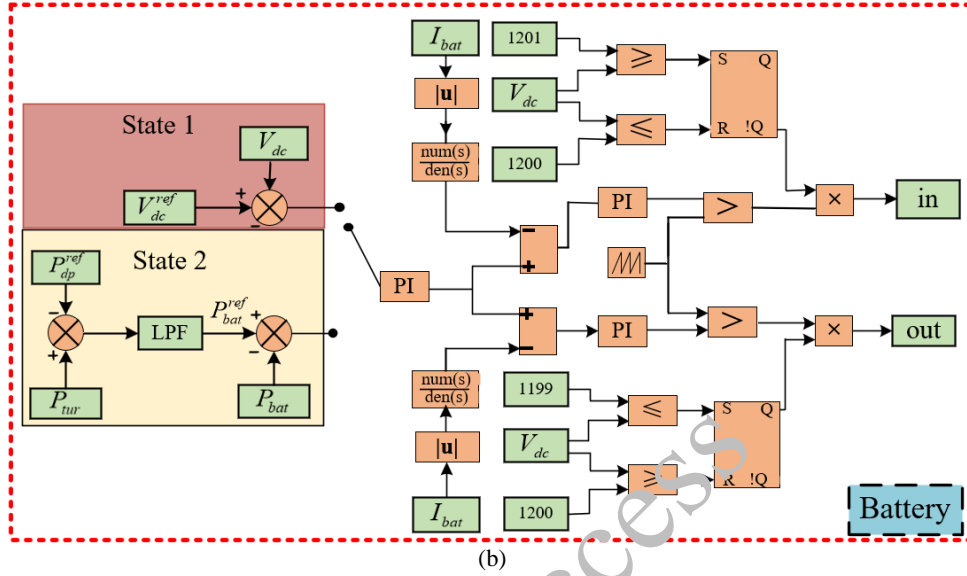 State 1
V_dc
V_dc^ref
+
−
State 2
P_dp^ref
−
+
P_tur
LPF
P_bat^ref
+
−
P_bat
PI
I_bat
|u|
num(s)
den(s)
−
+
+
−
num(s)
den(s)
|u|
I_bat
1201
V_dc
1200
≥
≤
S Q
R !Q
PI
>
×
in
PI
>
×
out
1199
V_dc
1200
≤
≥
S Q
R !Q
Battery
cess
(b)